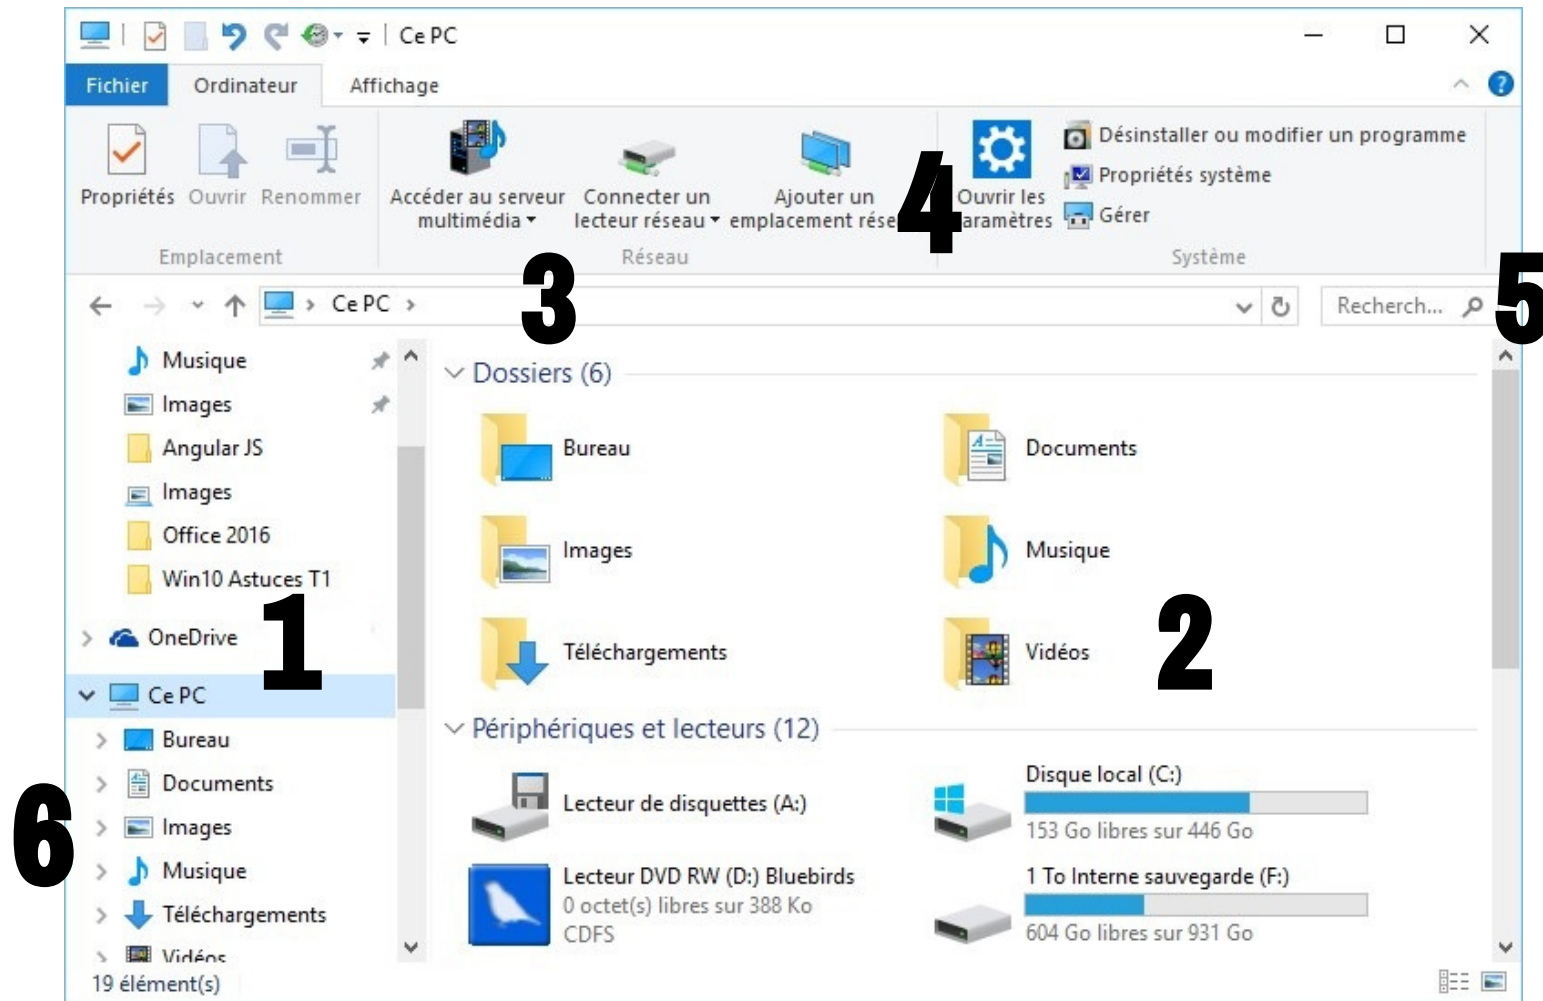 Ce PC
Fichier Ordinateur Affichage
Propriétés Ouvrir Renommer
Accéder au serveur multimédia
Connecter un lecteur réseau
Ajouter un emplacement
4
Ouvrir les
Désinstaller ou modifier un programme
Propriétés système
Gérer
Emplacement Réseau Système
3
5
Ce PC
Recherch...
Musique
Images
Angular JS
Images
Office 2016
Win10 Astuces T1
1
OneDrive
Ce PC
Bureau
Documents
6
Images
Musique
Téléchargements
Vidéos
Dossiers (6)
Bureau Documents
Images Musique
Téléchargements Vidéos
2
Périphériques et lecteurs (12)
Lecteur de disquettes (A:)
Disque local (C:)
153 Go libres sur 446 Go
Lecteur DVD RW (D:) Bluebirds
0 octet(s) libres sur 388 Ko
CDFS
1 To Interne sauvegarde (F:)
604 Go libres sur 931 Go
19 élément(s)